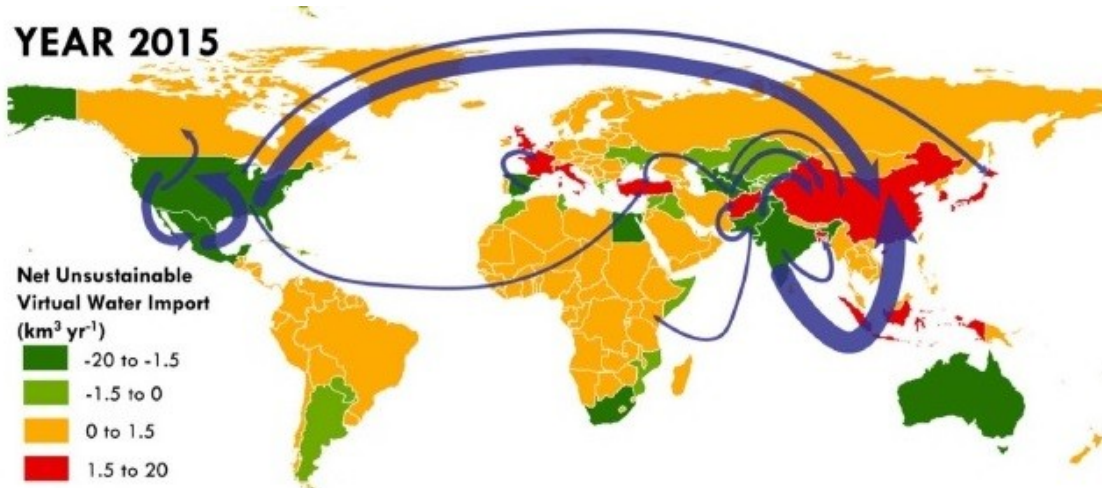 YEAR 2015
Net Unsustainable
Virtual Water Import
(km³ yr⁻¹)
-20 to -1.5
-1.5 to 0
0 to 1.5
1.5 to 20